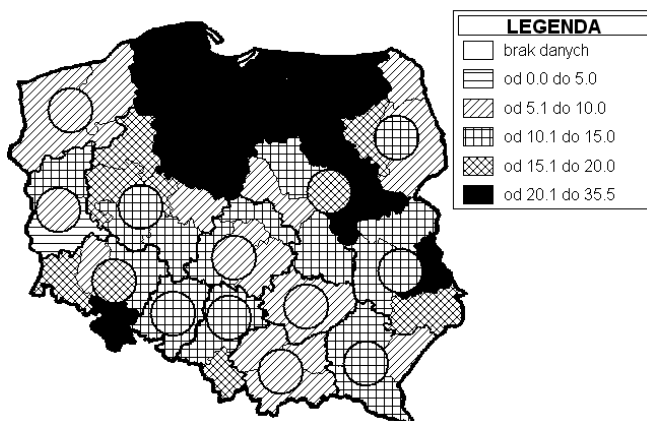 LEGENDA
brak danych
od 0.0 do 5.0
od 5.1 do 10.0
od 10.1 do 15.0
od 15.1 do 20.0
od 20.1 do 35.5